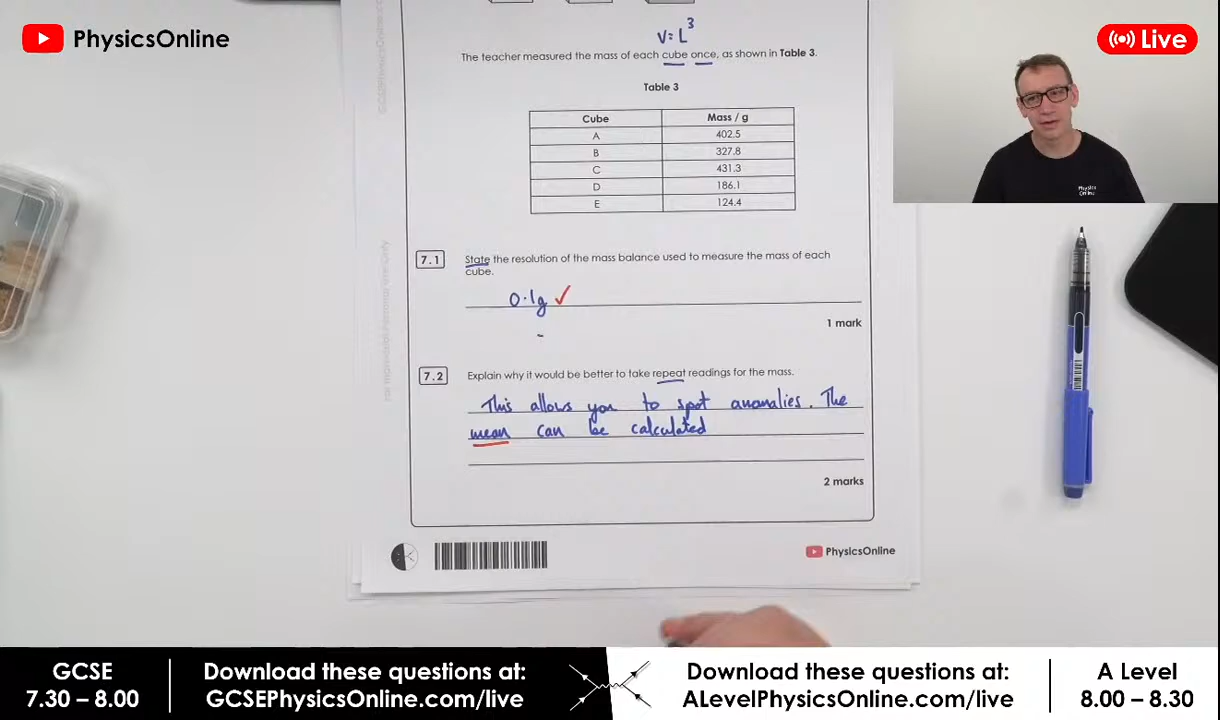 PhysicsOnline
Live
V=L³
The teacher measured the mass of each cube once, as shown in Table 3.
Table 3
Cube Mass / g
A 402.5
B 327.8
C 431.3
D 186.1
E 124.4
Physics
Online
7.1 State the resolution of the mass balance used to measure the mass of each
cube.
0.1g ✓
1 mark
7.2 Explain why it would be better to take repeat readings for the mass.
This allows you to spot anomalies. The
mean can be calculated
2 marks
PhysicsOnline
GCSE
7.30 – 8.00
Download these questions at:
GCSEPhysicsOnline.com/live
Download these questions at:
ALevelPhysicsOnline.com/live
A Level
8.00 – 8.30